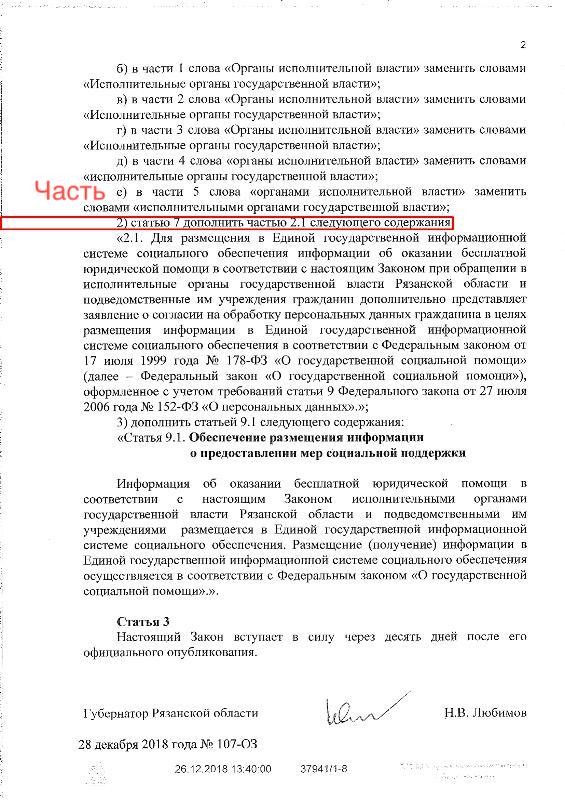 2
б) в части 1 слова «Органы исполнительной власти» заменить словами
«Исполнительные органы государственной власти»;
в) в части 2 слова «Органы исполнительной власти» заменить словами
«Исполнительные органы государственной власти»;
г) в части 3 слова «Органы исполнительной власти» заменить словами
«Исполнительные органы государственной власти»;
д) в части 4 слова «органы исполнительной власти» заменить словами
«исполнительные органы государственной власти»;
Часть е) в части 5 слова «органами исполнительной власти» заменить
словами «исполнительными органами государственной власти»;
2) статью 7 дополнить частью 2.1 следующего содержания
«2.1. Для размещения в Единой государственной информационной
системе социального обеспечения информации об оказании бесплатной
юридической помощи в соответствии с настоящим Законом при обращении в
исполнительные органы государственной власти Рязанской области и
подведомственные им учреждения гражданин дополнительно представляет
заявление о согласии на обработку персональных данных гражданина в целях
размещения информации в Единой государственной информационной
системе социального обеспечения в соответствии с Федеральным законом от
17 июля 1999 года № 178-ФЗ «О государственной социальной помощи»
(далее – Федеральный закон «О государственной социальной помощи»),
оформленное с учетом требований статьи 9 Федерального закона от 27 июля
2006 года № 152-ФЗ «О персональных данных».»;
3) дополнить статьей 9.1 следующего содержания:
«Статья 9.1. Обеспечение размещения информации
о предоставлении мер социальной поддержки
Информация об оказании бесплатной юридической помощи в
соответствии с настоящим Законом исполнительными органами
государственной власти Рязанской области и подведомственными им
учреждениями размещается в Единой государственной информационной
системе социального обеспечения. Размещение (получение) информации в
Единой государственной информационной системе социального обеспечения
осуществляется в соответствии с Федеральным законом «О государственной
социальной помощи».».
Статья 3
Настоящий Закон вступает в силу через десять дней после его
официального опубликования.
Губернатор Рязанской области Н.В. Любимов
28 декабря 2018 года № 107-ОЗ
26.12.2018 13:40:00 37941/1-8